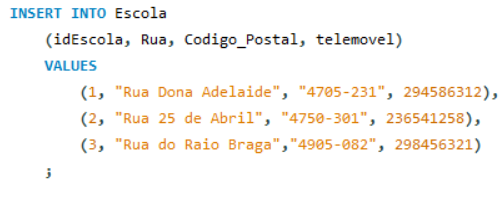 INSERT INTO Escola
(idEscola, Rua, Codigo_Postal, telemovel)
VALUES
(1, "Rua Dona Adelaide", "4705-231", 294586312),
(2, "Rua 25 de Abril", "4750-301", 236541258),
(3, "Rua do Raio Braga","4905-082", 298456321)
;